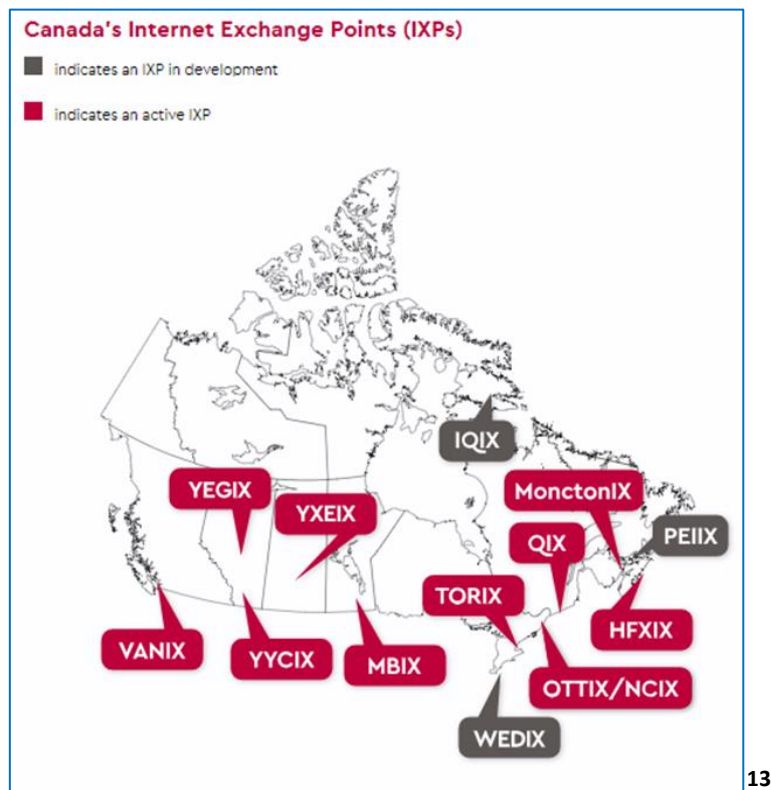 Canada's Internet Exchange Points (IXPs)
indicates an IXP in development
indicates an active IXP
IQIX
YEGIX
MonctonIX
YXEIX
QIX
PEIIX
TORIX
HFXIX
VANIX
YYCIX
MBIX
OTTIX/NCIX
WEDIX
13